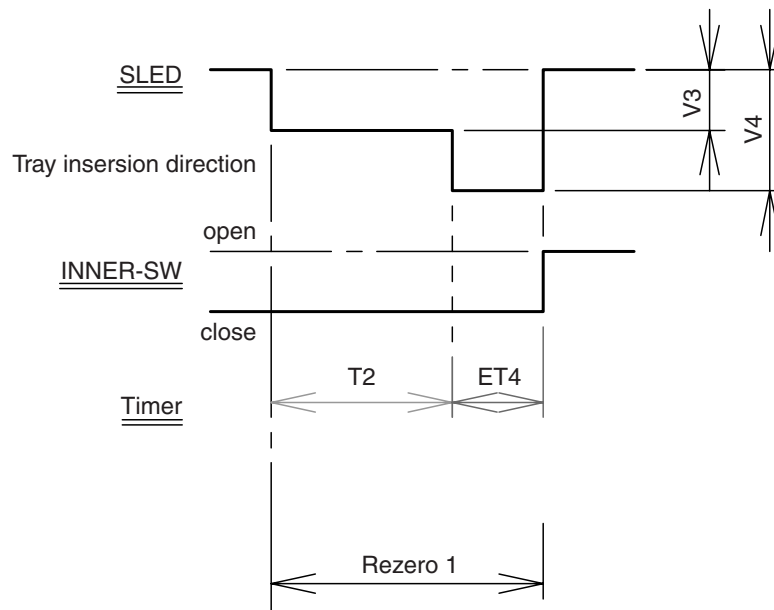 SLED
V3
V4
Tray insersion direction
open
INNER-SW
close
T2
ET4
Timer
Rezero 1